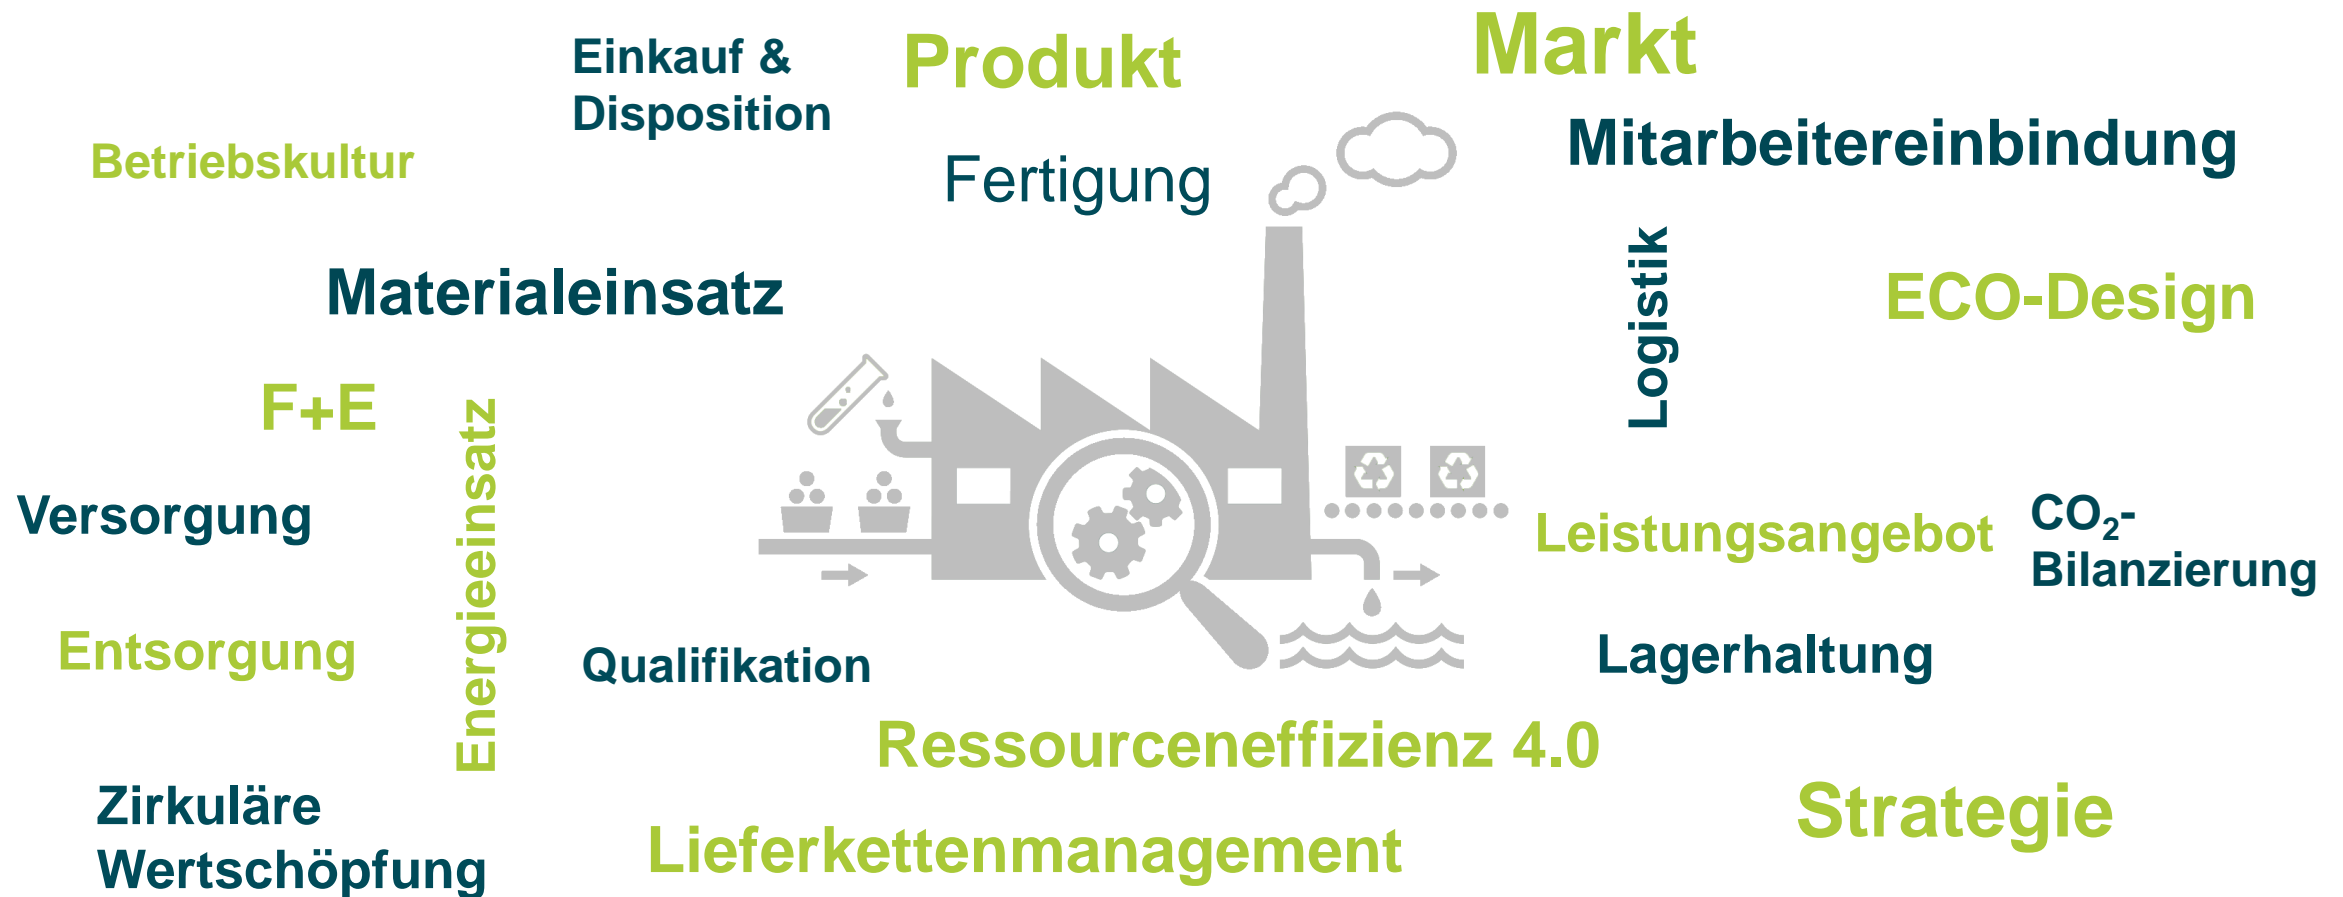 Einkauf &
Disposition
Produkt
Markt
Betriebskultur
Fertigung
Mitarbeitereinbindung
Materialeinsatz
Logistik
ECO-Design
F+E
Energieeinsatz
Versorgung
Leistungsangebot
CO₂-
Bilanzierung
Entsorgung
Qualifikation
Lagerhaltung
Ressourceneffizienz 4.0
Zirkuläre
Wertschöpfung
Lieferkettenmanagement
Strategie